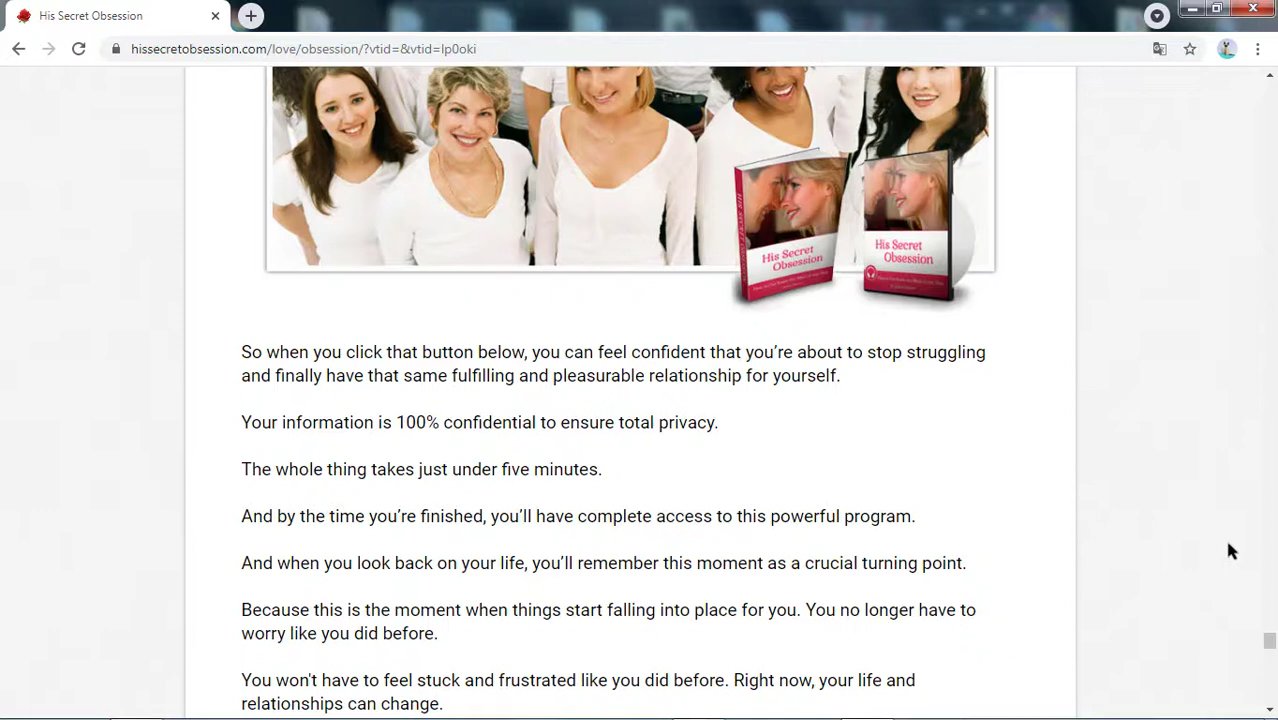 His Secret Obsession
hissecretobsession.com/love/obsession/?vtid=&vtid=lp0oki
His Secret
Obsession
His Secret
Obsession
So when you click that button below, you can feel confident that you’re about to stop struggling
and finally have that same fulfilling and pleasurable relationship for yourself.
Your information is 100% confidential to ensure total privacy.
The whole thing takes just under five minutes.
And by the time you’re finished, you’ll have complete access to this powerful program.
And when you look back on your life, you’ll remember this moment as a crucial turning point.
Because this is the moment when things start falling into place for you. You no longer have to
worry like you did before.
You won't have to feel stuck and frustrated like you did before. Right now, your life and
relationships can change.